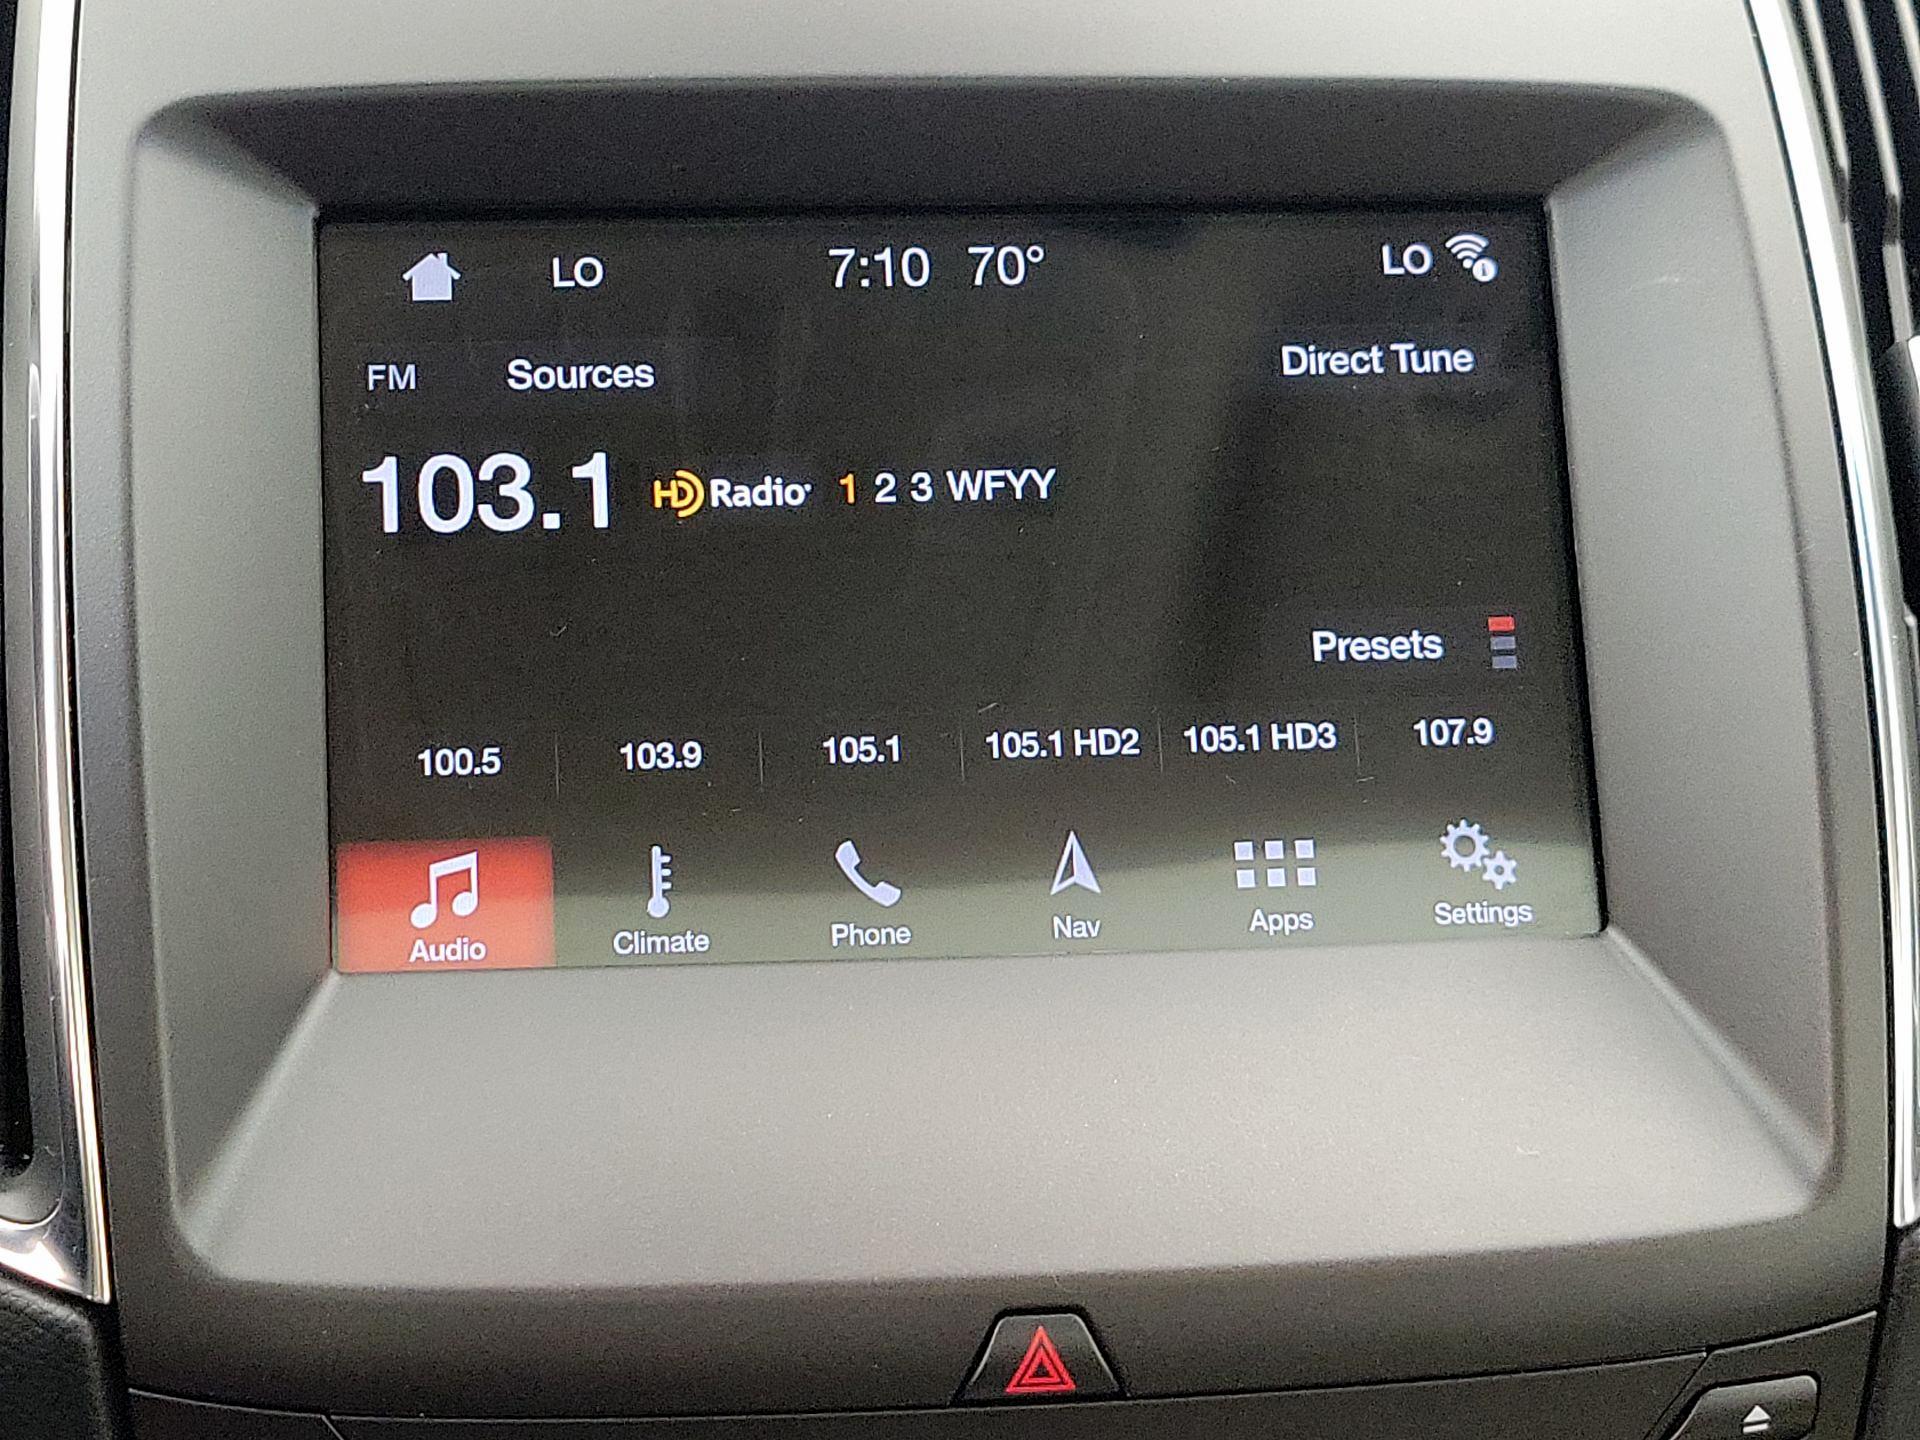 LO 7:10 70° LO
FM Sources Direct Tune
103.1 HD Radio 1 2 3 WFYY
Presets
100.5 103.9 105.1 105.1 HD2 105.1 HD3 107.9
Audio Climate Phone Nav Apps Settings